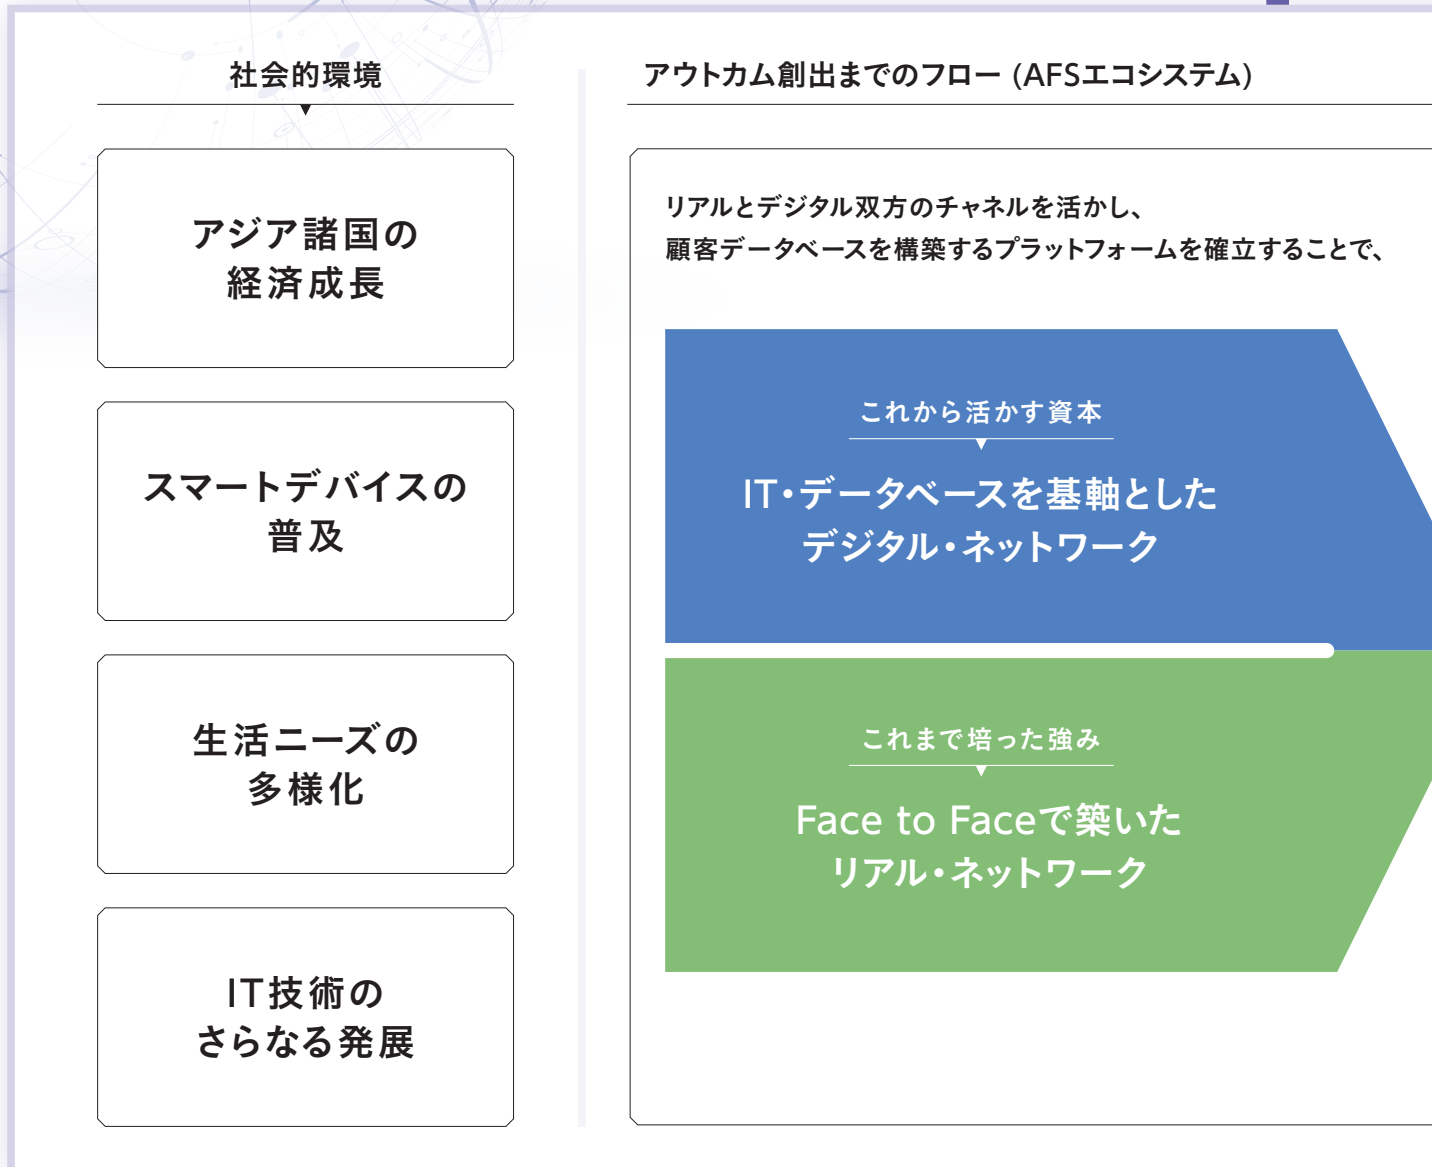 社会的環境
アジア諸国の
経済成長
スマートデバイスの
普及
生活ニーズの
多様化
IT技術の
さらなる発展
アウトカム創出までのフロー (AFSエコシステム)
リアルとデジタル双方のチャネルを活かし、
顧客データベースを構築するプラットフォームを確立することで、
これから活かす資本
IT・データベースを基軸とした
デジタル・ネットワーク
これまで培った強み
Face to Faceで築いた
リアル・ネットワーク